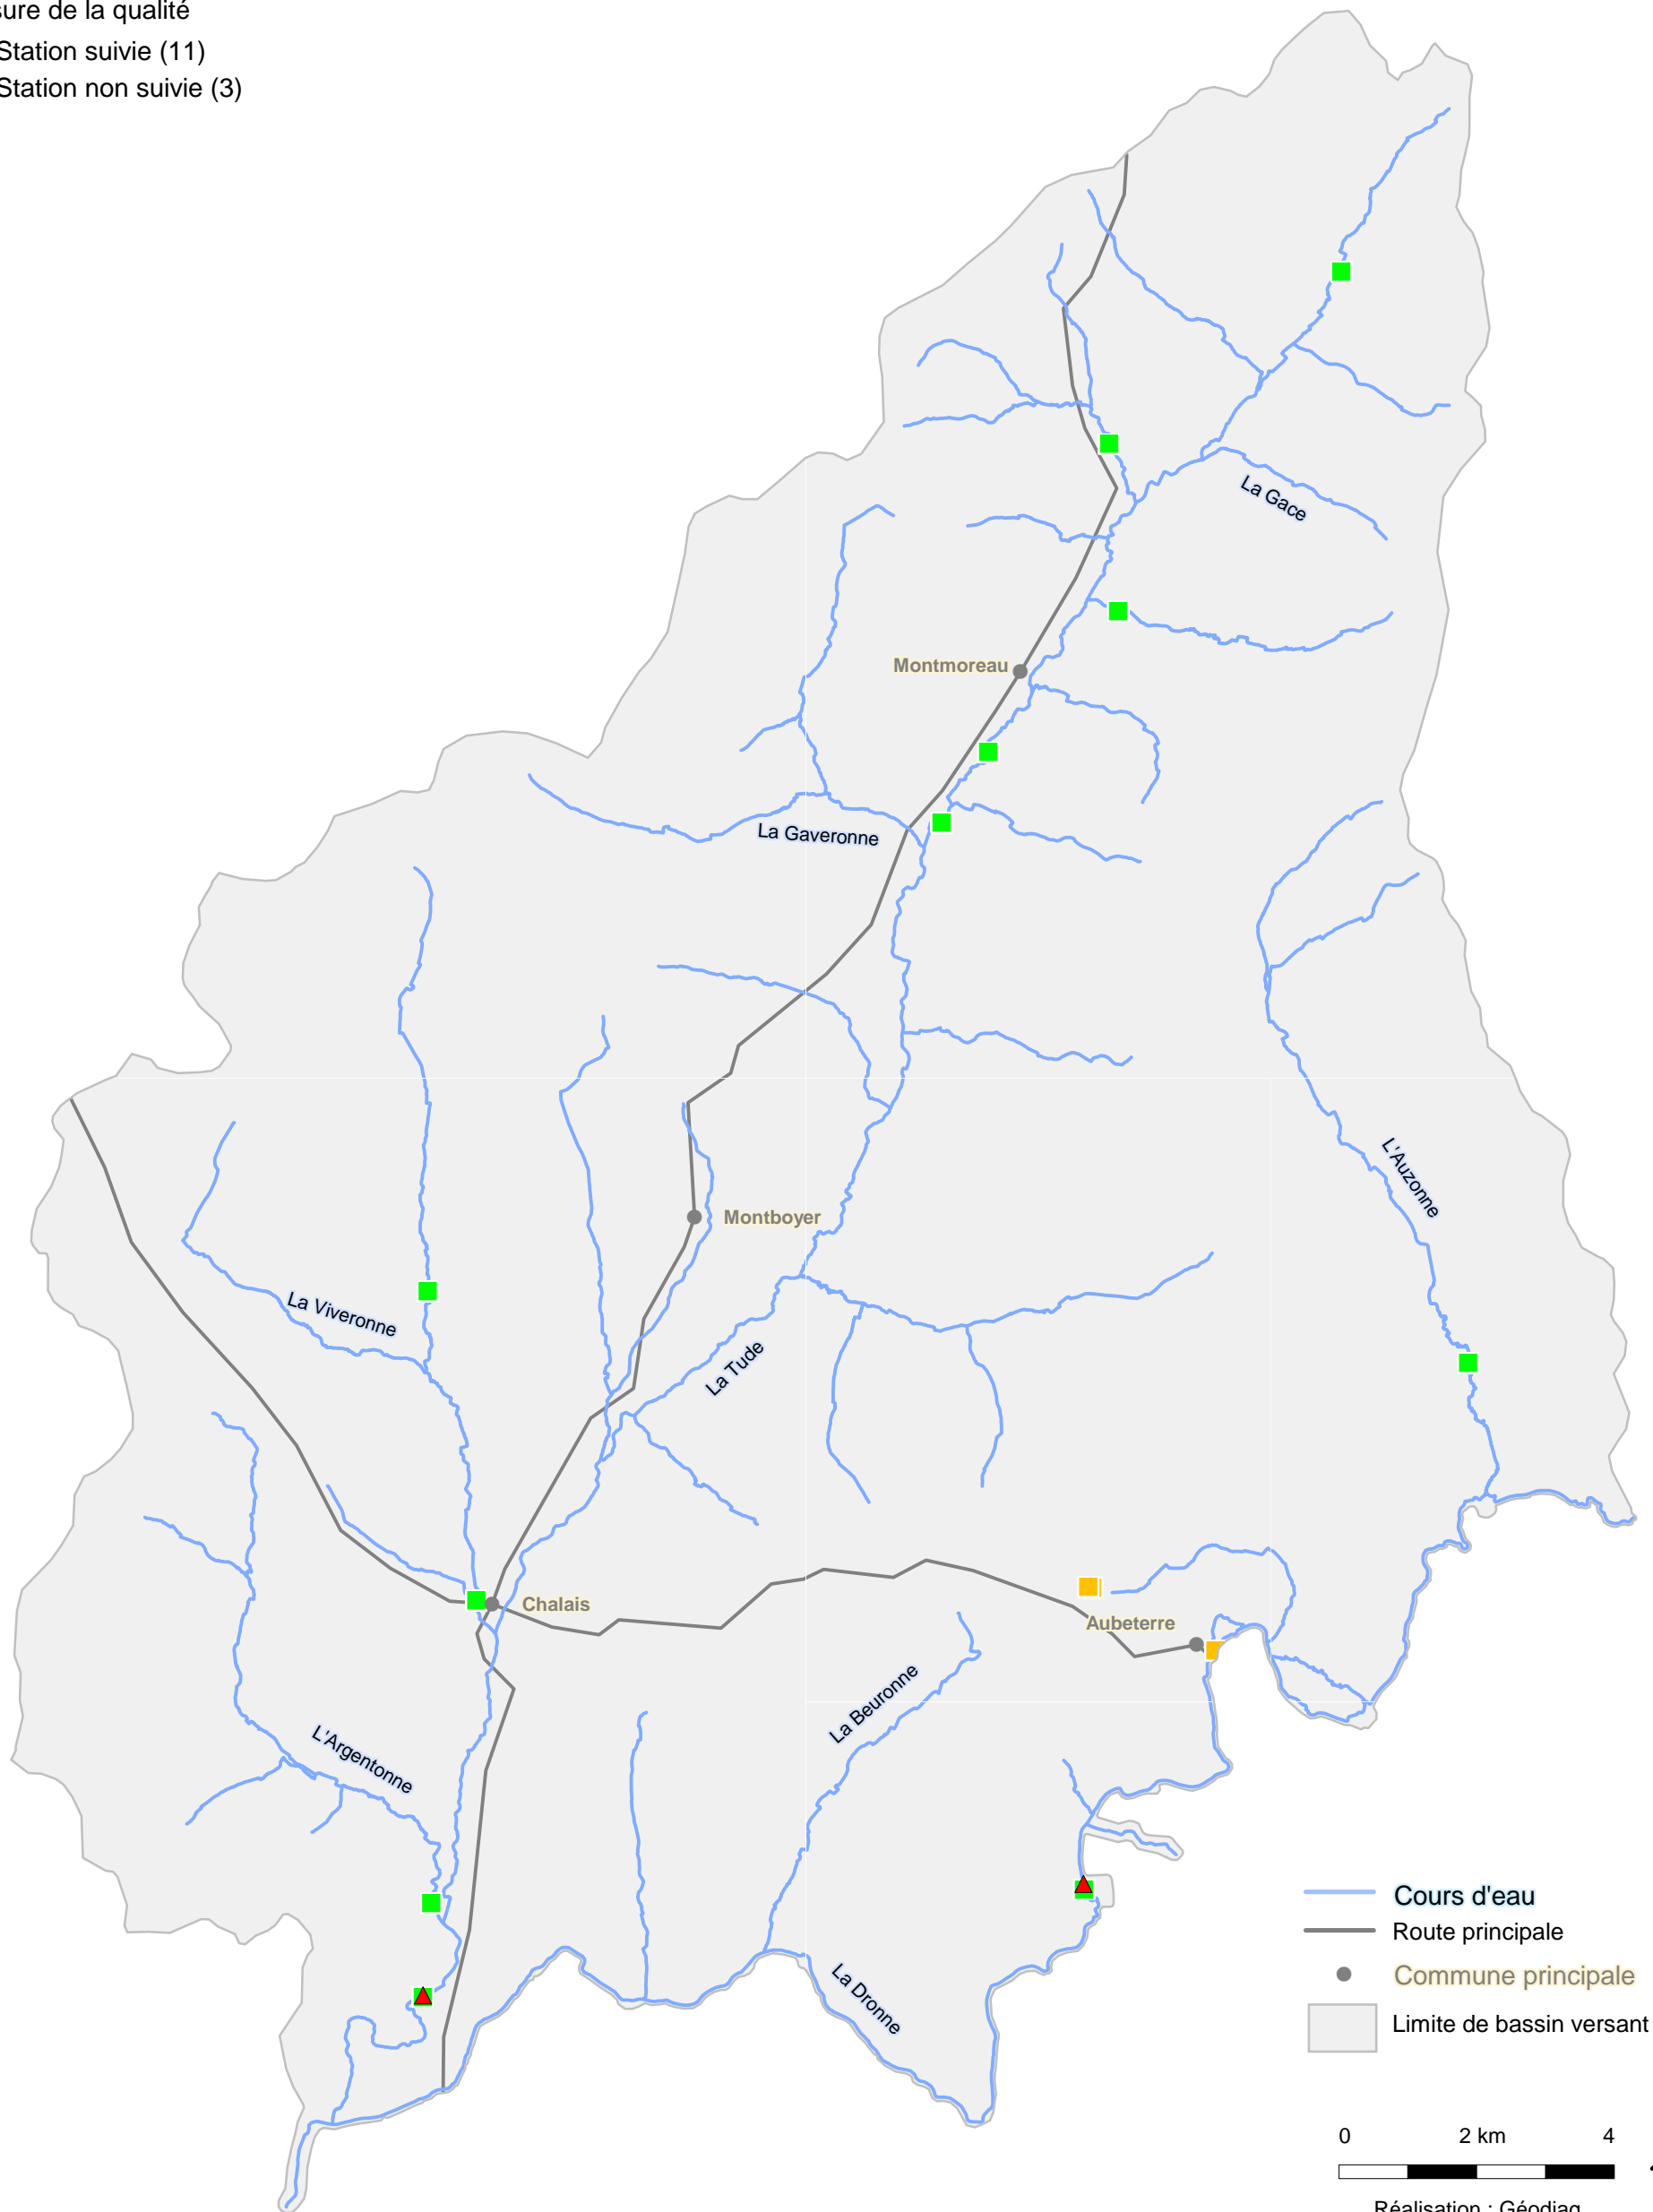 de la qualité
Station suivie (11)
Station non suivie (3)
La Gace
Montmoreau
La Gaveronne
L'Auzonne
Montboyer
La Viveronne
La Tude
Chalais
Aubeterre
La Beuronne
L'Argentonne
La Dronne
Cours d'eau
Route principale
Commune principale
Limite de bassin versant
0 2 km 4
Réalisation : Géodiag